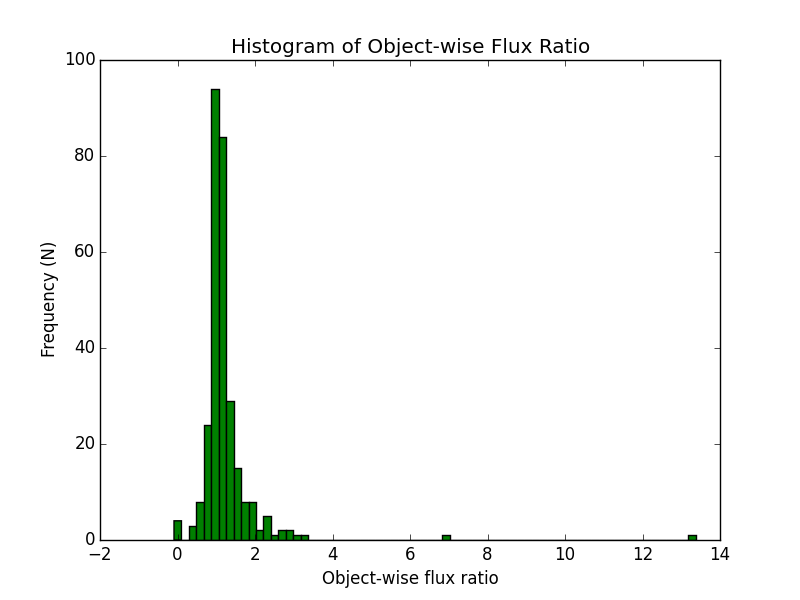 Histogram of Object-wise Flux Ratio
100
80
60
40
20
0
Frequency (N)
−2 0 2 4 6 8 10 12 14
Object-wise flux ratio